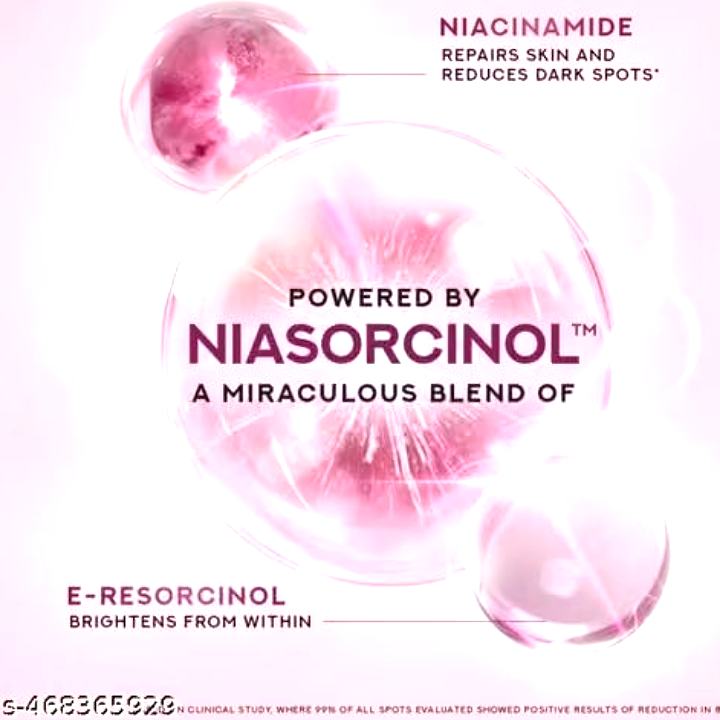 NIACINAMIDE
REPAIRS SKIN AND
REDUCES DARK SPOTS*
POWERED BY
NIASORCINOL™
A MIRACULOUS BLEND OF
E-RESORCINOL
BRIGHTENS FROM WITHIN
s-468365929
N CLINICAL STUDY, WHERE 99% OF ALL SPOTS EVALUATED SHOWED POSITIVE RESULTS OF REDUCTION IN 8